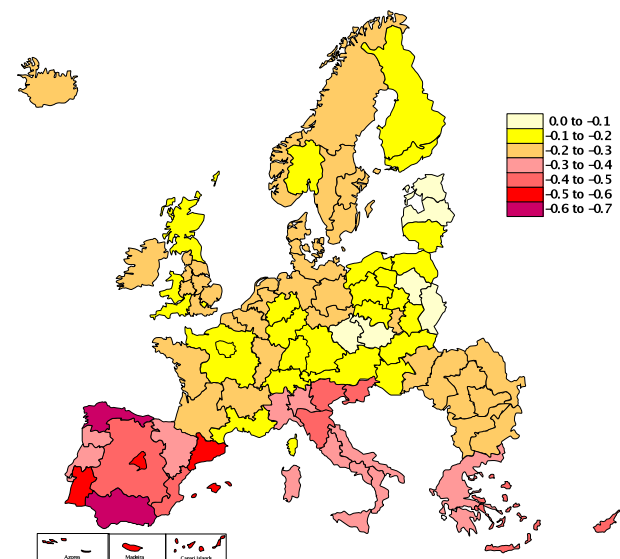 0.0 to -0.1
-0.1 to -0.2
-0.2 to -0.3
-0.3 to -0.4
-0.4 to -0.5
-0.5 to -0.6
-0.6 to -0.7
Azores Madeira Canari Islands